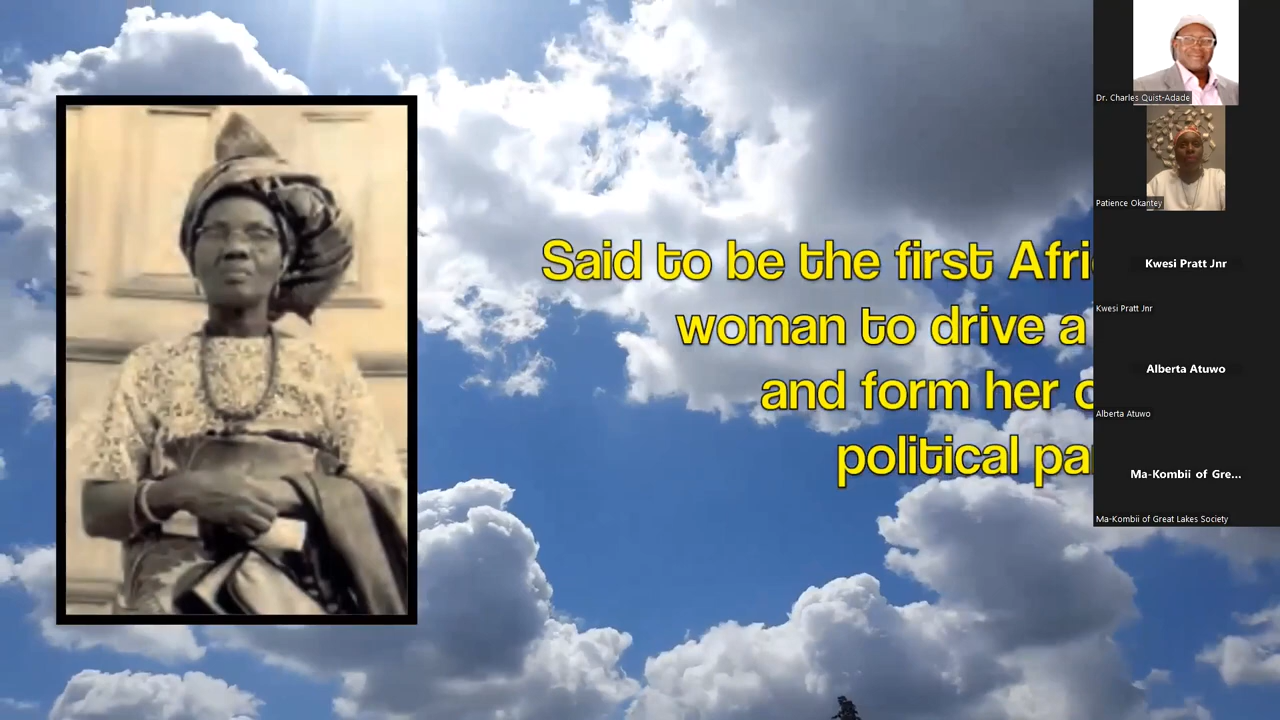 Said to be the first Afri
woman to drive a
and form her
political pa
Dr. Charles Quist-Adade
Patience Okantey
Kwesi Pratt Jnr
Kwesi Pratt Jnr
Alberta Atuwo
Alberta Atuwo
Ma-Kombii of Gre...
Ma-Kombii of Great Lakes Society